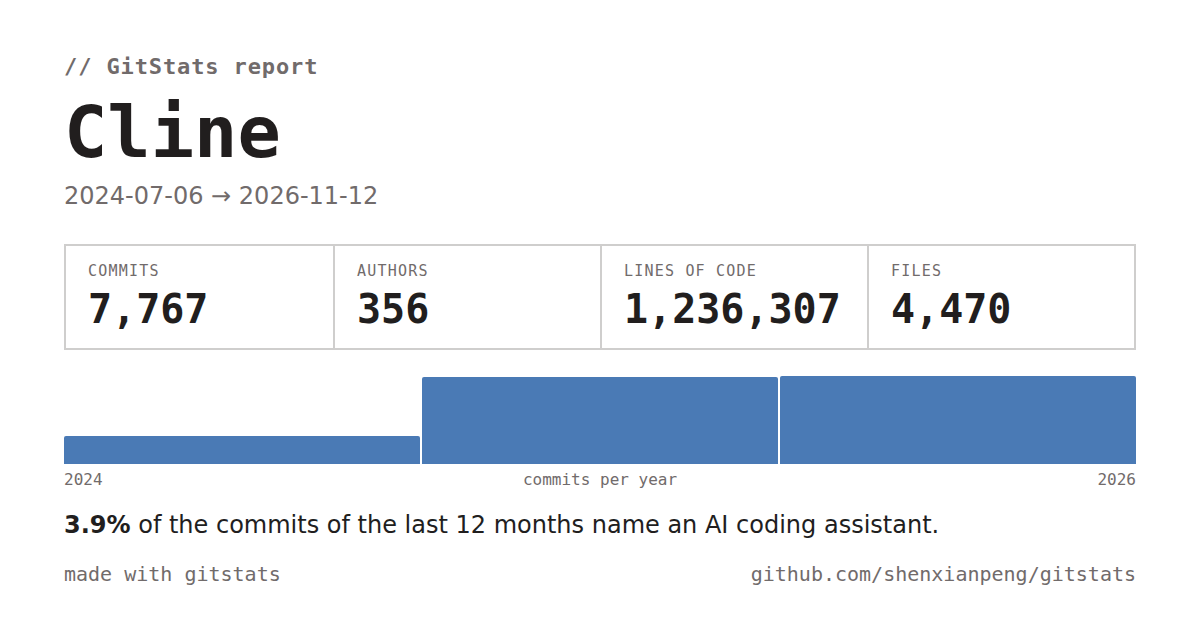 // GitStats report
Cline
2024-07-06 → 2026-11-12
COMMITS AUTHORS LINES OF CODE FILES
7,767 356 1,236,307 4,470
2024 commits per year 2026
3.9% of the commits of the last 12 months name an AI coding assistant.
made with gitstats github.com/shenxianpeng/gitstats